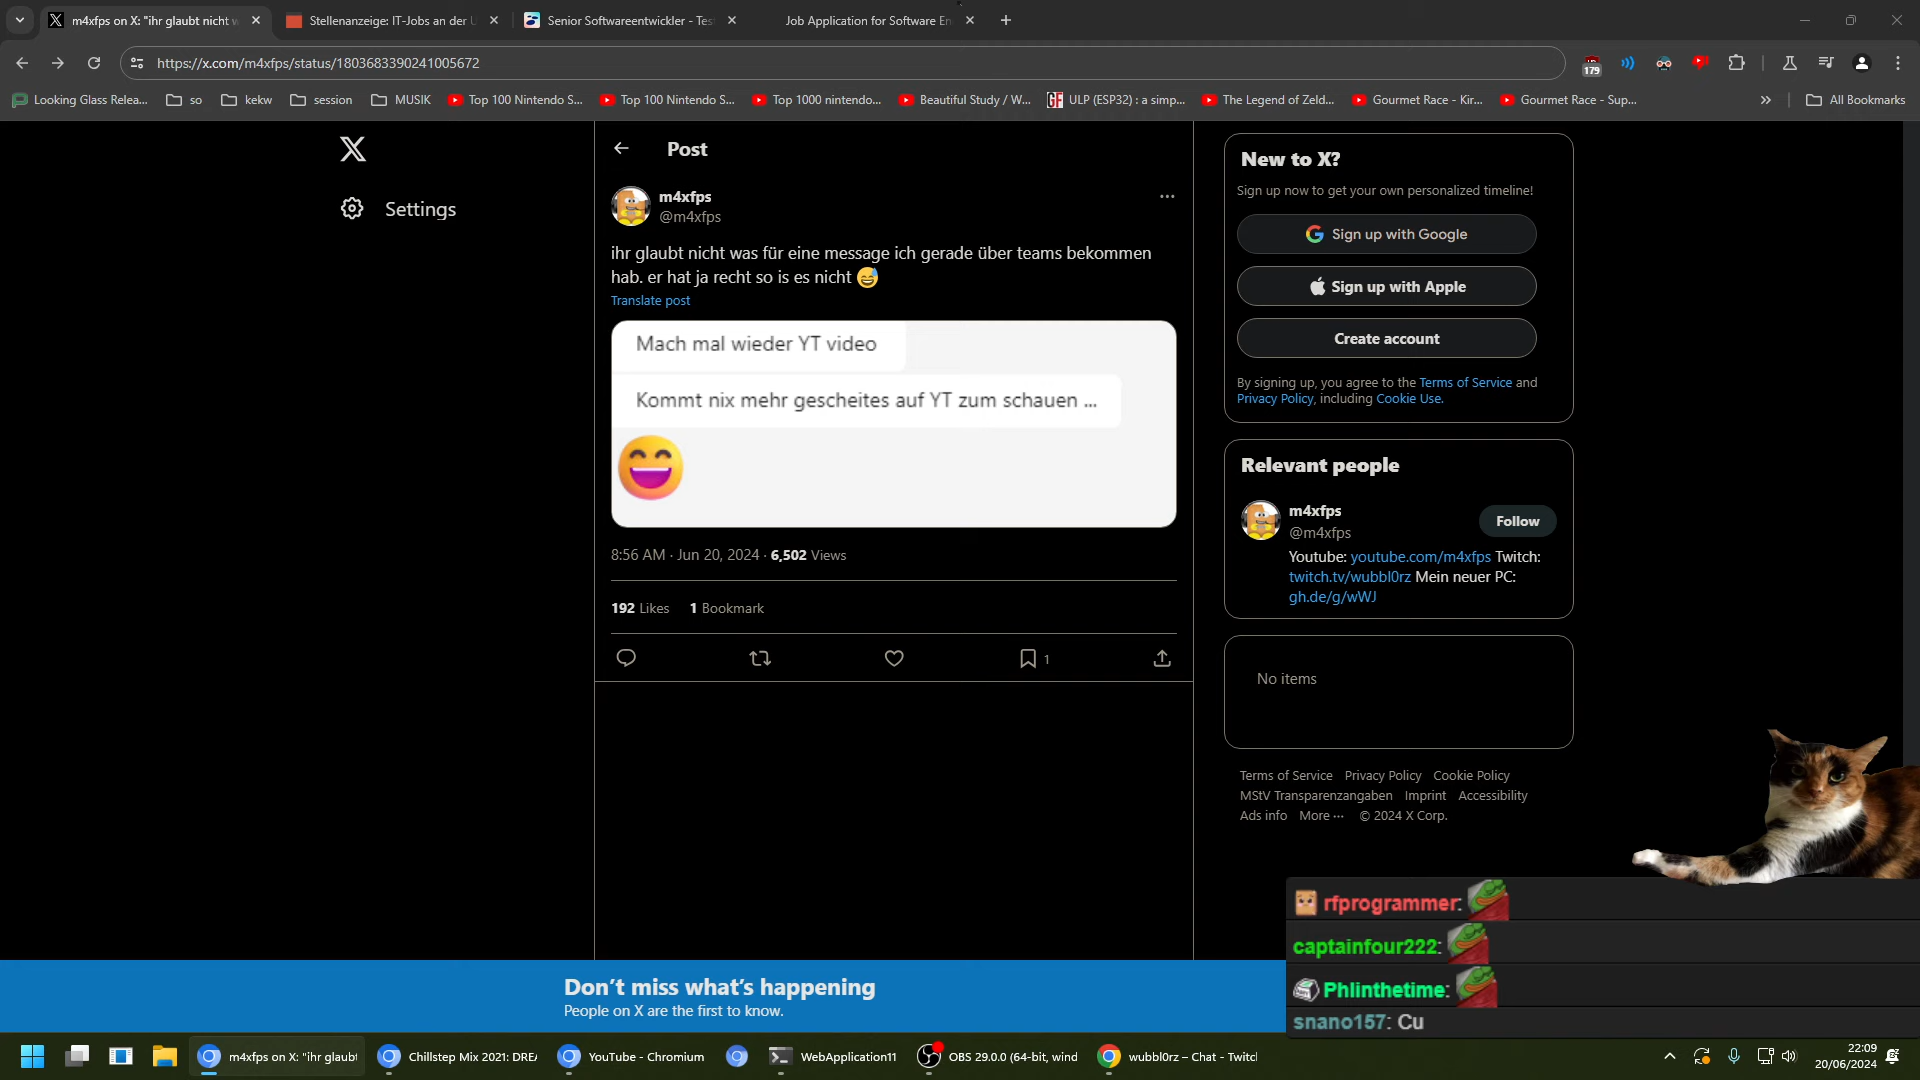 m4xfps on X: "ihr glaubt nicht w
Stellenanzeige: IT-Jobs an der U
Senior Softwareentwickler - Tes
Job Application for Software En
https://x.com/m4xfps/status/1803683390241005672
179
Looking Glass Relea...
so
kekw
session
MUSIK
Top 100 Nintendo S...
Top 100 Nintendo S...
Top 1000 nintendo...
Beautiful Study / W...
ULP (ESP32) : a simp...
The Legend of Zeld...
Gourmet Race - Kir...
Gourmet Race - Sup...
All Bookmarks
Settings
Post
m4xfps
@m4xfps
ihr glaubt nicht was für eine message ich gerade über teams bekommen
hab. er hat ja recht so is es nicht 😅
Translate post
Mach mal wieder YT video
Kommt nix mehr gescheites auf YT zum schauen ...
8:56 AM · Jun 20, 2024 · 6,502 Views
192 Likes 1 Bookmark
1
New to X?
Sign up now to get your own personalized timeline!
Sign up with Google
Sign up with Apple
Create account
By signing up, you agree to the Terms of Service and
Privacy Policy, including Cookie Use.
Relevant people
m4xfps
@m4xfps
Follow
Youtube: youtube.com/m4xfps Twitch:
twitch.tv/wubbl0rz Mein neuer PC:
gh.de/g/wWJ
No items
Terms of Service Privacy Policy Cookie Policy
MStV Transparenzangaben Imprint Accessibility
Ads info More ··· © 2024 X Corp.
rfprogrammer:
captainfour222:
Phlinthetime:
snano157: Cu
Don't miss what's happening
People on X are the first to know.
m4xfps on X: "ihr glaubt
Chillstep Mix 2021: DREA
YouTube - Chromium
WebApplication11
OBS 29.0.0 (64-bit, wind
wubbl0rz – Chat - Twitch
22:09
20/06/2024